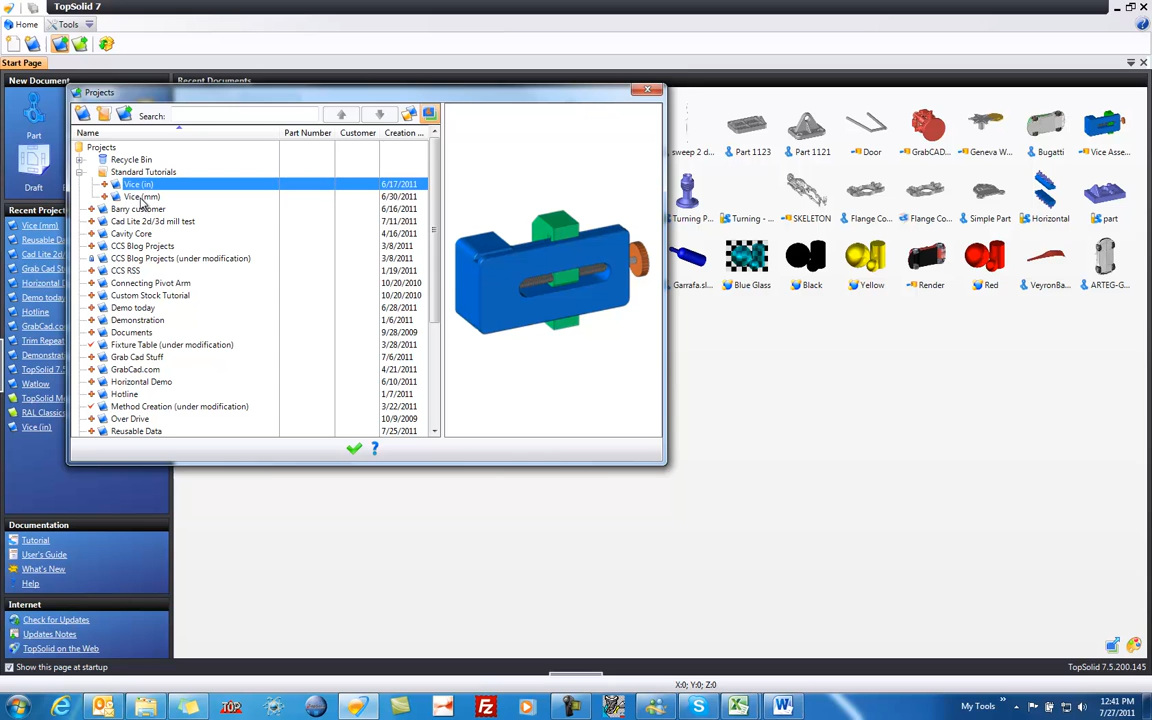 TopSolid 7
Home
Tools
Start Page
New Document
Recent Documents
Part
Draft
Recent Proje
Vice (mm)
Reusable Da
Cad Lite 2d/
Grab Cad St
Horizontal D
Demo today
Hotline
GrabCad.co
Trim Repeat
Demonstra
TopSolid 7.5
Watlow
TopSolid M
RAL Classics
Vice (in)
Documentation
Tutorial
User's Guide
What's New
Help
Internet
Check for Updates
Updates Notes
TopSolid on the Web
Show this page at startup
Projects
Search:
Name
Part Number
Customer
Creation ...
Projects
Recycle Bin
Standard Tutorials
Vice (in) 6/17/2011
Vice (mm) 6/30/2011
Barry customer 6/16/2011
Cad Lite 2d/3d mill test 7/11/2011
Cavity Core 4/16/2011
CCS Blog Projects 3/8/2011
CCS Blog Projects (under modification) 3/8/2011
CCS RSS 1/19/2011
Connecting Pivot Arm 10/20/2010
Custom Stock Tutorial 10/20/2010
Demo today 6/28/2011
Demonstration 1/6/2011
Documents 9/28/2009
Fixture Table (under modification) 3/28/2011
Grab Cad Stuff 7/6/2011
GrabCad.com 4/21/2011
Horizontal Demo 6/10/2011
Hotline 1/7/2011
Method Creation (under modification) 3/22/2011
Over Drive 10/9/2009
Reusable Data 7/25/2011
sweep 2 d...
Part 1123
Part 1121
Door
GrabCAD...
Geneva W...
Bugatti
Vice Asse...
Turning P...
Turning - ...
SKELETON
Flange Co...
Flange Co...
Simple Part
Horizontal
part
Garrafa.sl...
Blue Glass
Black
Yellow
Render
Red
VeyronBa...
ARTEG-G...
TopSolid 7.5.200.145
X:0; Y:0; Z:0;
TOP
My Tools
12:41 PM
7/27/2011